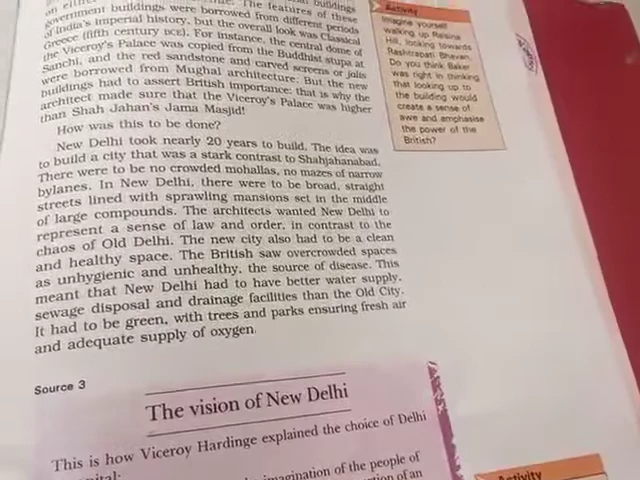 buildings
on either The features of these
government buildings were borrowed from different periods
of India's imperial history, but the overall look was Classical
Greece (fifth century BCE). For instance, the central dome of
the Viceroy's Palace was copied from the Buddhist stupa at
Sanchi, and the red sandstone and carved screens or jalis
were borrowed from Mughal architecture. But the new
buildings had to assert British importance: that is why the
architect made sure that the Viceroy's Palace was higher
than Shah Jahan's Jama Masjid!
How was this to be done?
New Delhi took nearly 20 years to build. The idea was
to build a city that was a stark contrast to Shahjahanabad.
There were to be no crowded mohallas, no mazes of narrow
bylanes. In New Delhi, there were to be broad, straight
streets lined with sprawling mansions set in the middle
of large compounds. The architects wanted New Delhi to
represent a sense of law and order, in contrast to the
chaos of Old Delhi. The new city also had to be a clean
and healthy space. The British saw overcrowded spaces
as unhygienic and unhealthy, the source of disease. This
meant that New Delhi had to have better water supply,
sewage disposal and drainage facilities than the Old City.
It had to be green, with trees and parks ensuring fresh air
and adequate supply of oxygen.
Activity
Imagine yourself
walking up Raisina
Hill, looking towards
Rashtrapati Bhavan.
Do you think Baker
was right in thinking
that looking up to
the building would
create a sense of
awe and emphasise
the power of the
British?
Source 3
The vision of New Delhi
This is how Viceroy Hardinge explained the choice of Delhi
imagination of the people of
of an
Activity